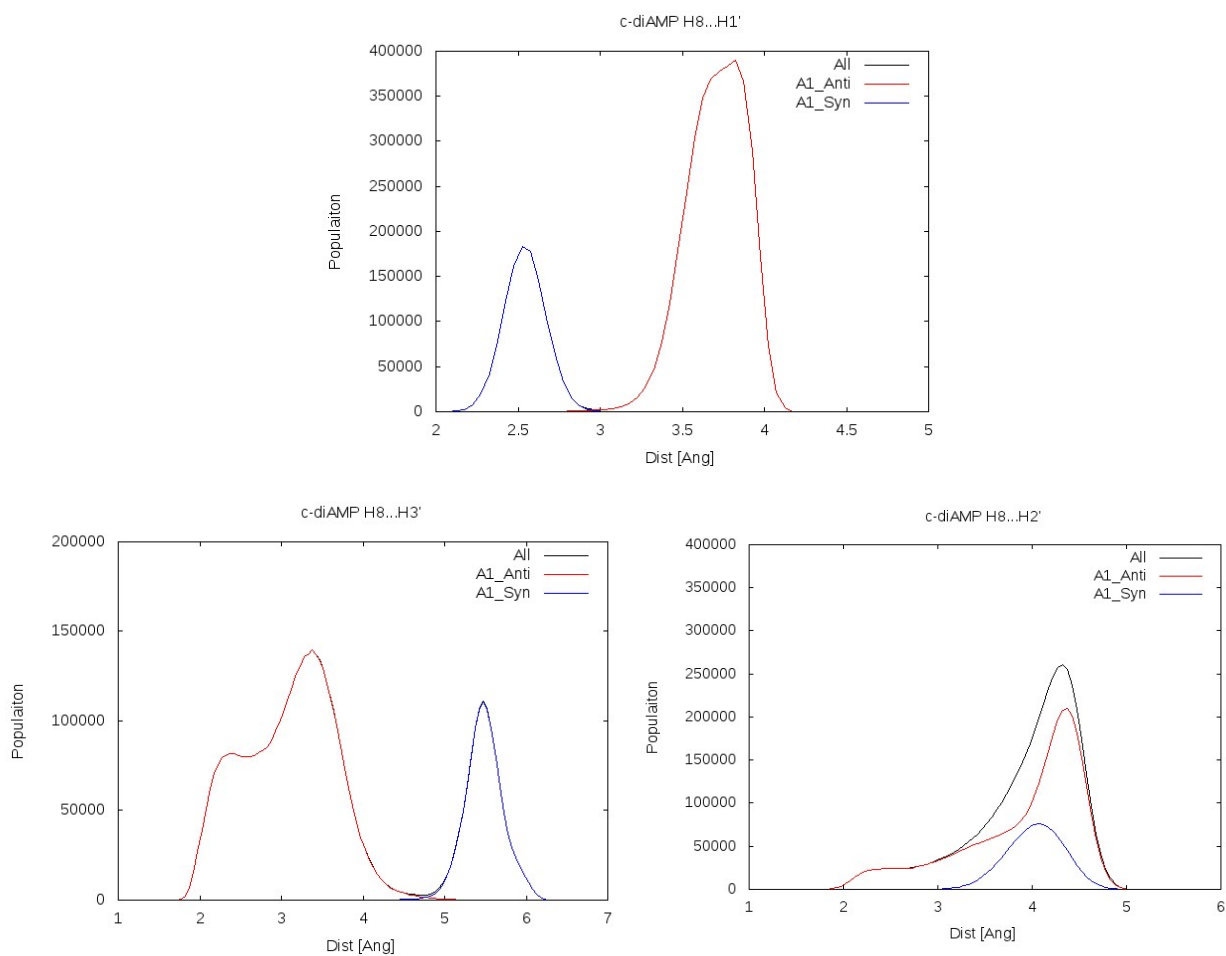 c-diAMP H8...H1'
400000
350000
300000
250000
200000
150000
100000
50000
0
Populaiton
All
A1_Anti
A1_Syn
2 2.5 3 3.5 4 4.5 5
Dist [Ang]
c-diAMP H8...H3'
200000
150000
100000
50000
0
Populaiton
All
A1_Anti
A1_Syn
1 2 3 4 5 6 7
Dist [Ang]
c-diAMP H8...H2'
400000
350000
300000
250000
200000
150000
100000
50000
0
Populaiton
All
A1_Anti
A1_Syn
1 2 3 4 5 6
Dist [Ang]